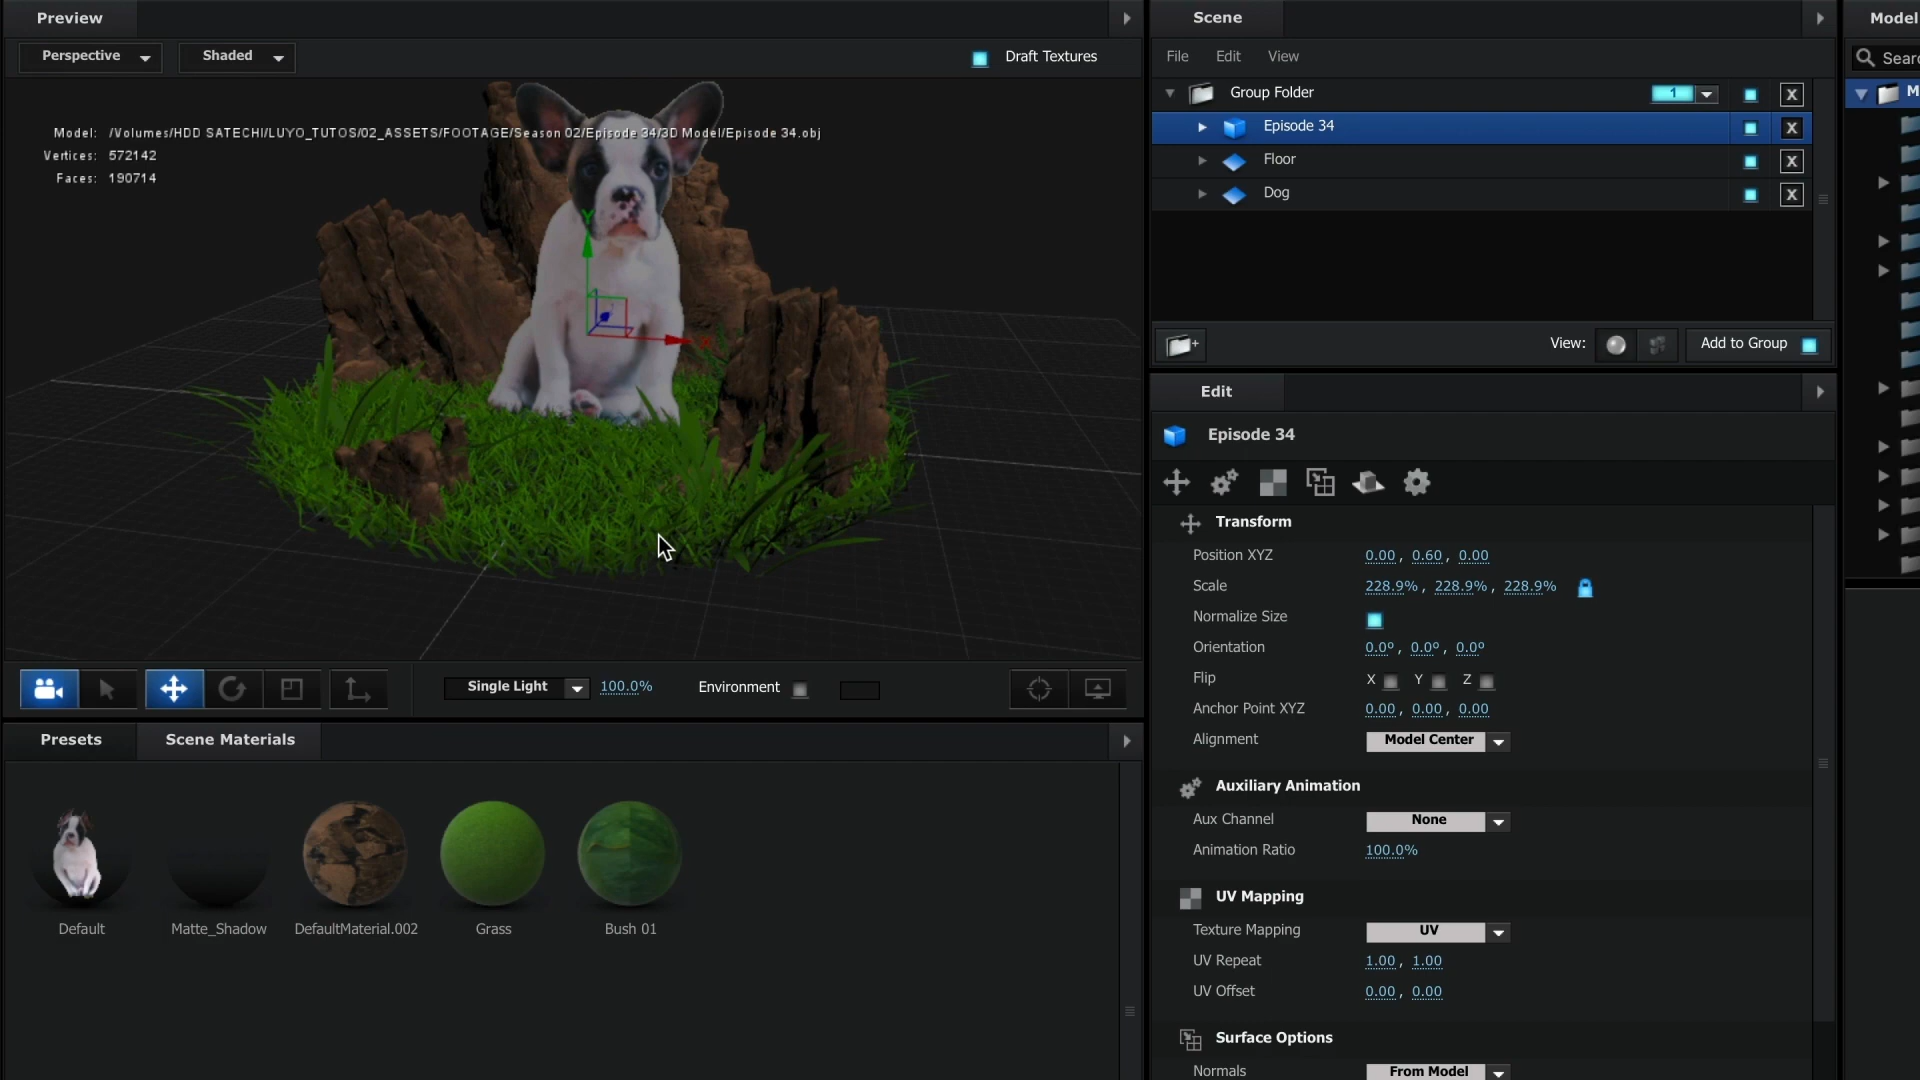 Preview
Perspective
Shaded
Draft Textures
Model: /Volumes/HDD SATECHI/LUYO_TUTOS/02_ASSETS/FOOTAGE/Season 02/Episode 34/3D Model/Episode 34.obj
Vertices: 572142
Faces: 190714
Y
X
Single Light
100.0%
Environment
Presets
Scene Materials
Default
Matte_Shadow
DefaultMaterial.002
Grass
Bush 01
Scene
File
Edit
View
Group Folder
1
X
Episode 34
X
Floor
X
Dog
X
View:
Add to Group
Edit
Episode 34
Transform
Position XYZ
0.00, 0.60, 0.00
Scale
228.9%, 228.9%, 228.9%
Normalize Size
Orientation
0.0º, 0.0º, 0.0º
Flip
X
Y
Z
Anchor Point XYZ
0.00, 0.00, 0.00
Alignment
Model Center
Auxiliary Animation
Aux Channel
None
Animation Ratio
100.0%
UV Mapping
Texture Mapping
UV
UV Repeat
1.00, 1.00
UV Offset
0.00, 0.00
Surface Options
Normals
From Model
Model
Searc
M